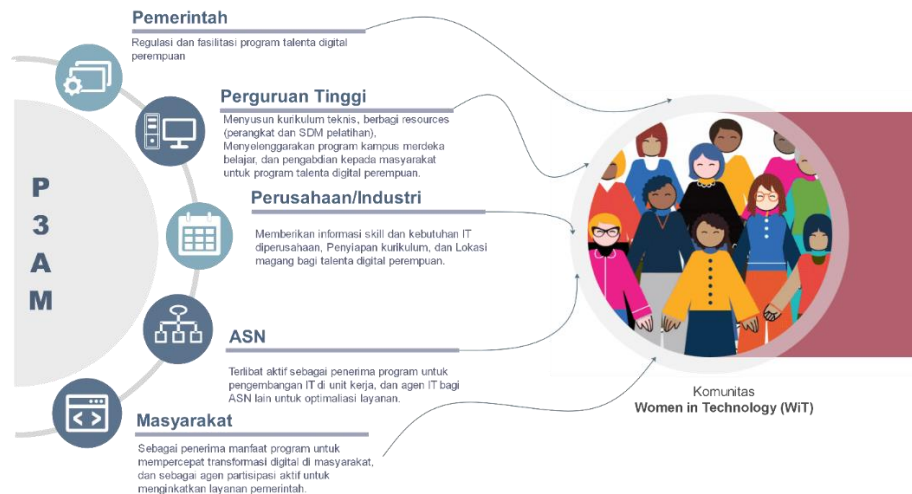 P
3
A
M
Pemerintah
Regulasi dan fasilitasi program talenta digital
perempuan
Perguruan Tinggi
Menyusun kurikulum teknis, berbagi resources
(perangkat dan SDM pelatihan),
Menyelenggarakan program kampus merdeka
belajar, dan pengabdian kepada masyarakat
untuk program talenta digital perempuan.
Perusahaan/Industri
Memberikan informasi skill dan kebutuhan IT
diperusahaan, Penyiapan kurikulum, dan Lokasi
magang bagi talenta digital perempuan.
ASN
Terlibat aktif sebagai penerima program untuk
pengembangan IT di unit kerja, dan agen IT bagi
ASN lain untuk optimaliasi layanan.
Masyarakat
Sebagai penerima manfaat program untuk
mempercepat transformasi digital di masyarakat,
dan sebagai agen partisipasi aktif untuk
menginkatkan layanan pemerintah.
Komunitas
Women in Technology (WiT)